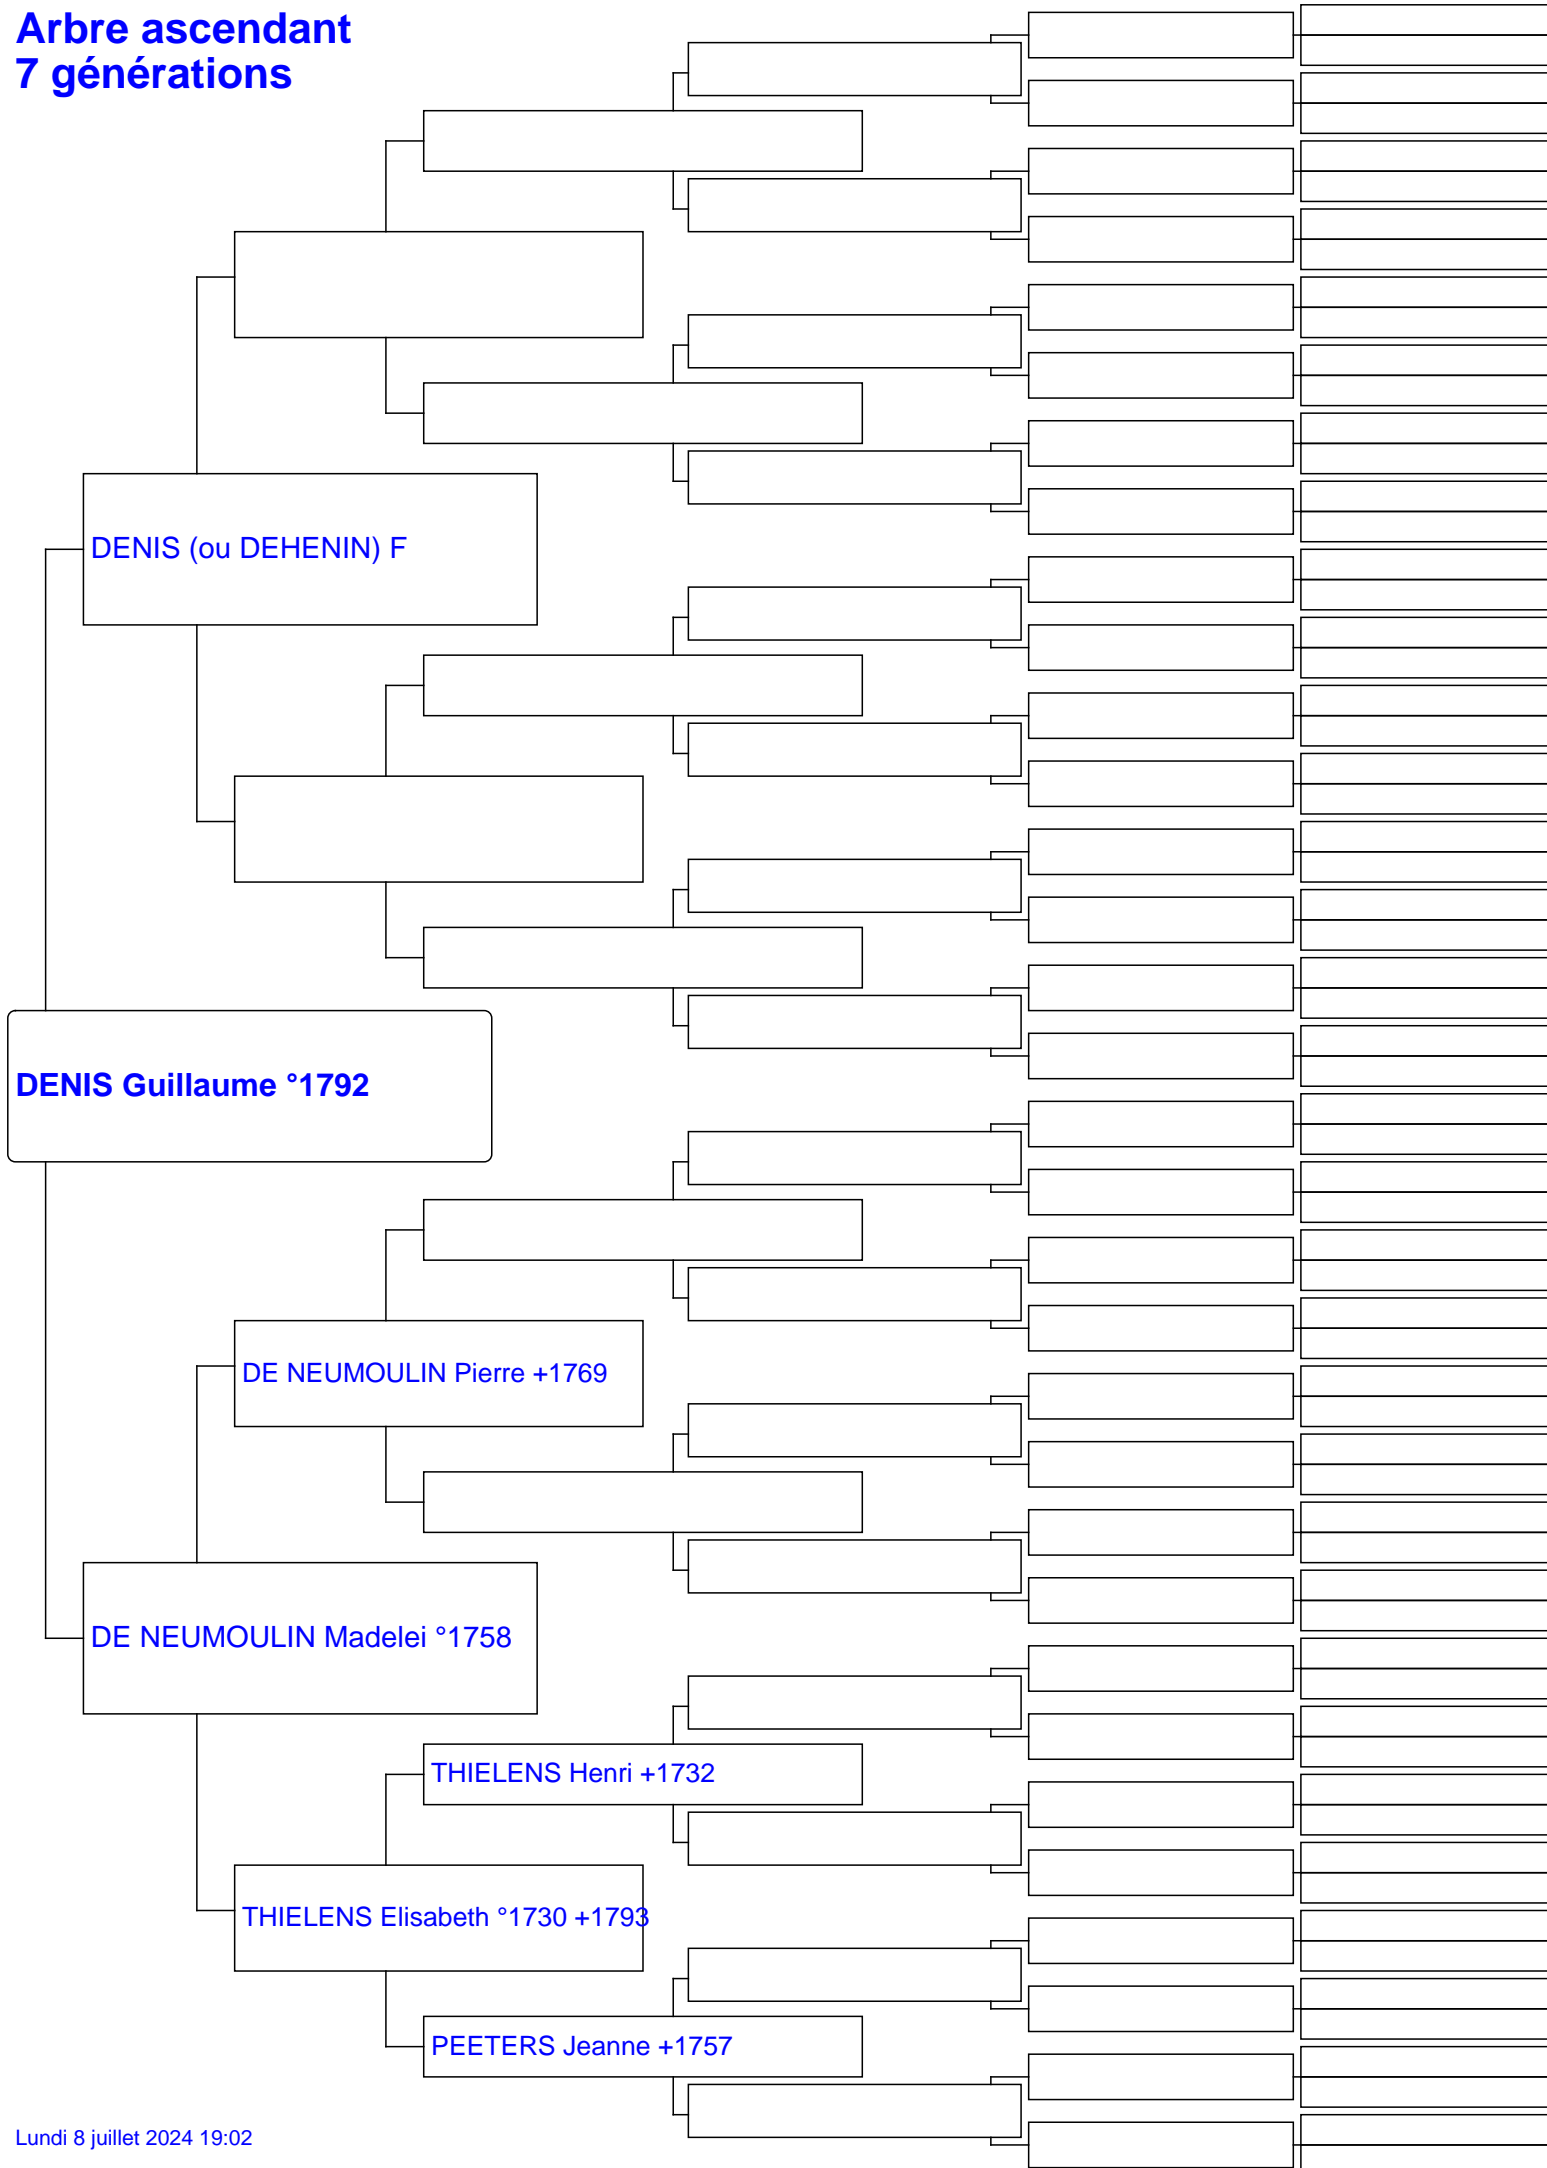 Arbre ascendant
7 générations
DENIS (ou DEHENIN) F
DENIS Guillaume °1792
DE NEUMOULIN Pierre +1769
DE NEUMOULIN Madelei °1758
THIELENS Henri +1732
THIELENS Elisabeth °1730 +1793
PEETERS Jeanne +1757
Lundi 8 juillet 2024 19:02